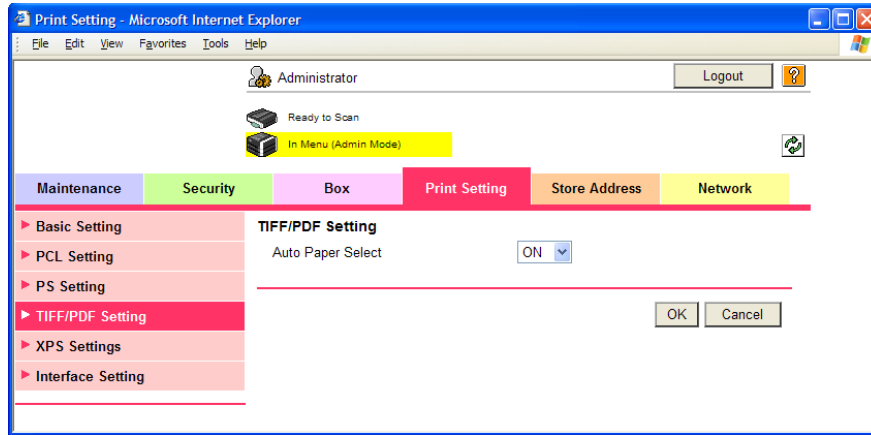 Print Setting - Microsoft Internet Explorer
File Edit View Favorites Tools Help
Administrator Logout ?
Ready to Scan
In Menu (Admin Mode)
Maintenance Security Box Print Setting Store Address Network
Basic Setting
PCL Setting
PS Setting
TIFF/PDF Setting
XPS Settings
Interface Setting
TIFF/PDF Setting
Auto Paper Select ON
OK Cancel